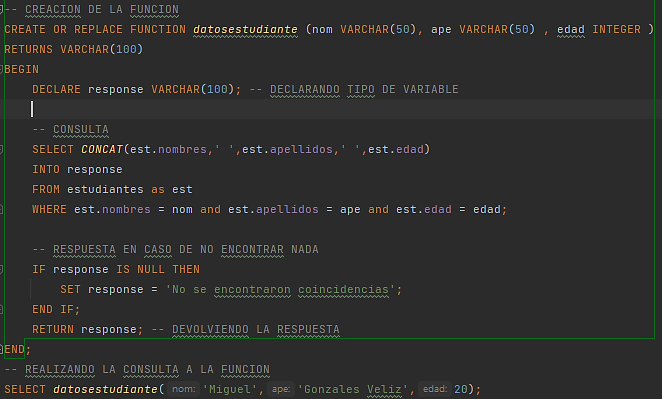 -- CREACION DE LA FUNCION
CREATE OR REPLACE FUNCTION datosestudiante (nom VARCHAR(50), ape VARCHAR(50) , edad INTEGER )
RETURNS VARCHAR(100)
BEGIN
    DECLARE response VARCHAR(100); -- DECLARANDO TIPO DE VARIABLE
    -- CONSULTA
    SELECT CONCAT(est.nombres,' ',est.apellidos,' ',est.edad)
    INTO response
    FROM estudiantes as est
    WHERE est.nombres = nom and est.apellidos = ape and est.edad = edad;
    -- RESPUESTA EN CASO DE NO ENCONTRAR NADA
    IF response IS NULL THEN
        SET response = 'No se encontraron coincidencias';
    END IF;
    RETURN response; -- DEVOLVIENDO LA RESPUESTA
END;
-- REALIZANDO LA CONSULTA A LA FUNCION
SELECT datosestudiante( nom: 'Miguel', ape: 'Gonzales Veliz', edad: 20);